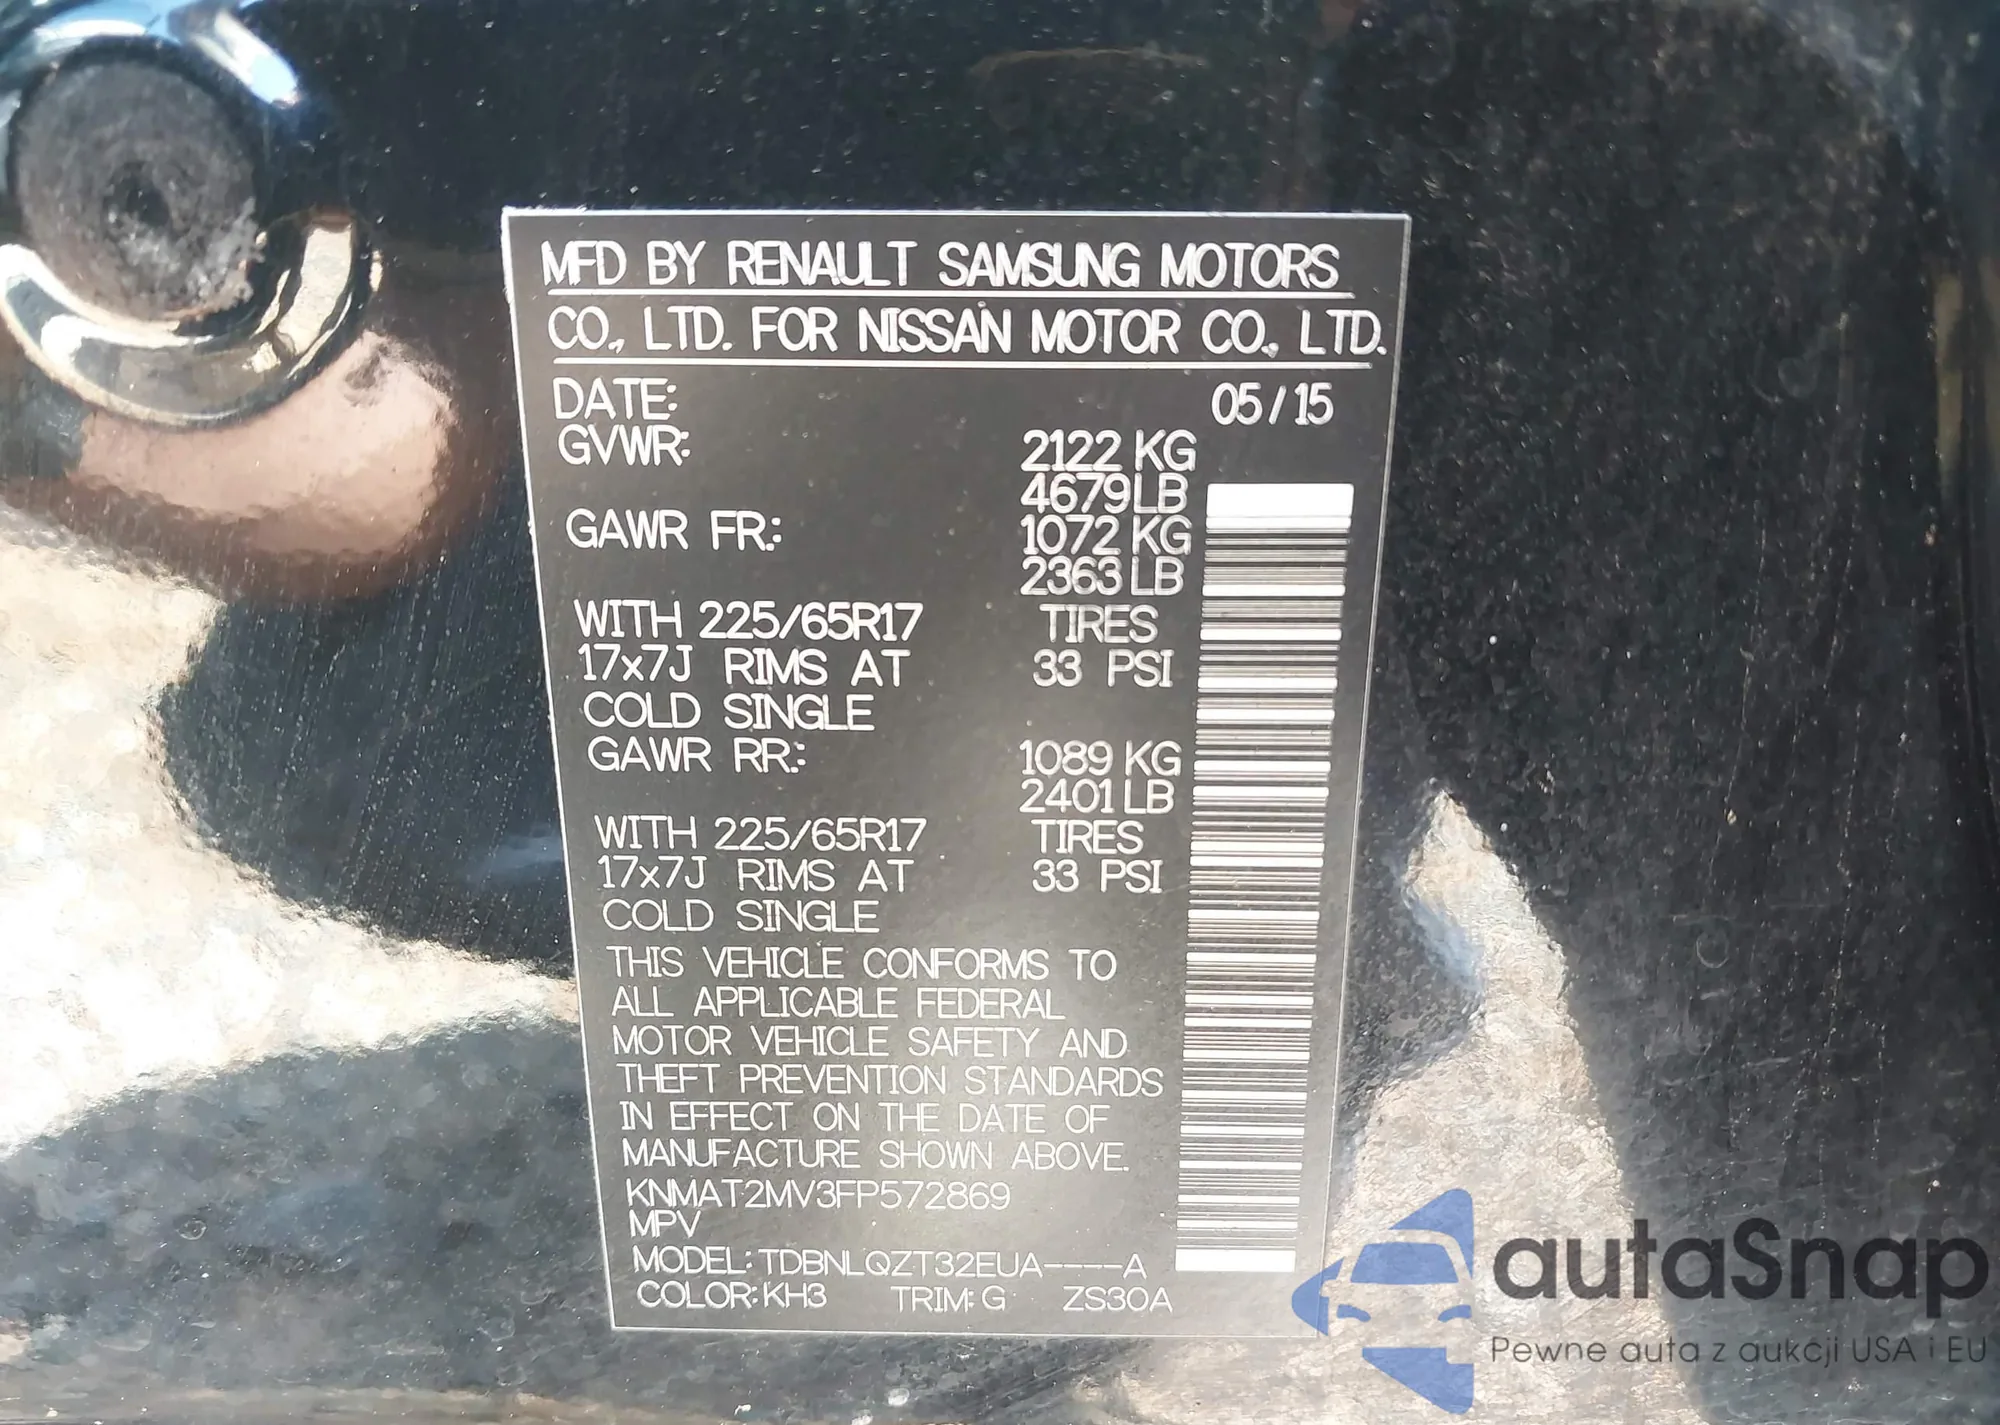 MFD BY RENAULT SAMSUNG MOTORS
CO., LTD. FOR NISSAN MOTOR CO., LTD.
DATE: 05/15
GVWR: 2122 KG
4679 LB
GAWR FR.: 1072 KG
2363 LB
WITH 225/65R17 TIRES
17x7J RIMS AT 33 PSI
COLD SINGLE
GAWR RR.: 1089 KG
2401 LB
WITH 225/65R17 TIRES
17x7J RIMS AT 33 PSI
COLD SINGLE
THIS VEHICLE CONFORMS TO
ALL APPLICABLE FEDERAL
MOTOR VEHICLE SAFETY AND
THEFT PREVENTION STANDARDS
IN EFFECT ON THE DATE OF
MANUFACTURE SHOWN ABOVE.
KNMAT2MV3FP572869
MPV
MODEL: TDBNLQZT32EUA----A
COLOR: KH3 TRIM: G ZS30A
autaSnap
Pewne auta z aukcji USA i EU